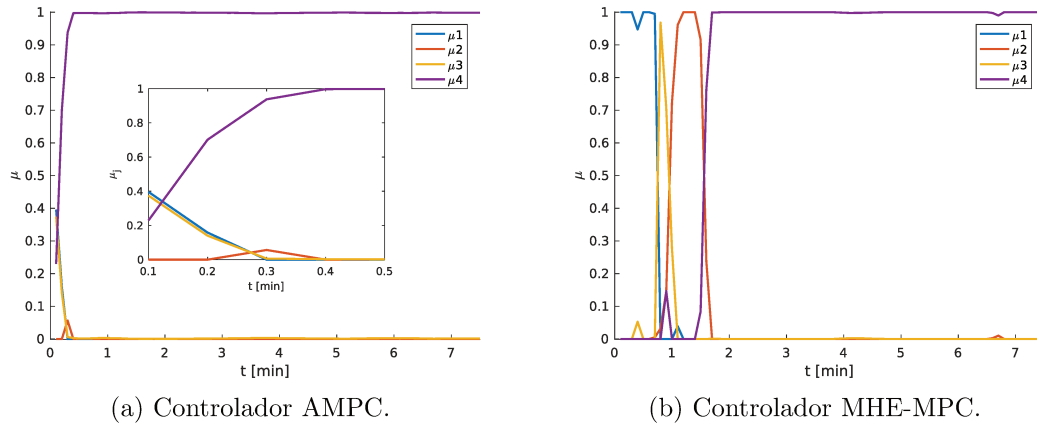 1
0.9
0.8
0.7
0.6
0.5
0.4
0.3
0.2
0.1
0
μ
0 1 2 3 4 5 6 7
t [min]
μ1
μ2
μ3
μ4
1
0.8
0.6
0.4
0.2
0
μj
0.1 0.2 0.3 0.4 0.5
t [min]
(a) Controlador AMPC.
1
0.9
0.8
0.7
0.6
0.5
0.4
0.3
0.2
0.1
0
μ
0 1 2 3 4 5 6 7
t [min]
μ1
μ2
μ3
μ4
(b) Controlador MHE-MPC.